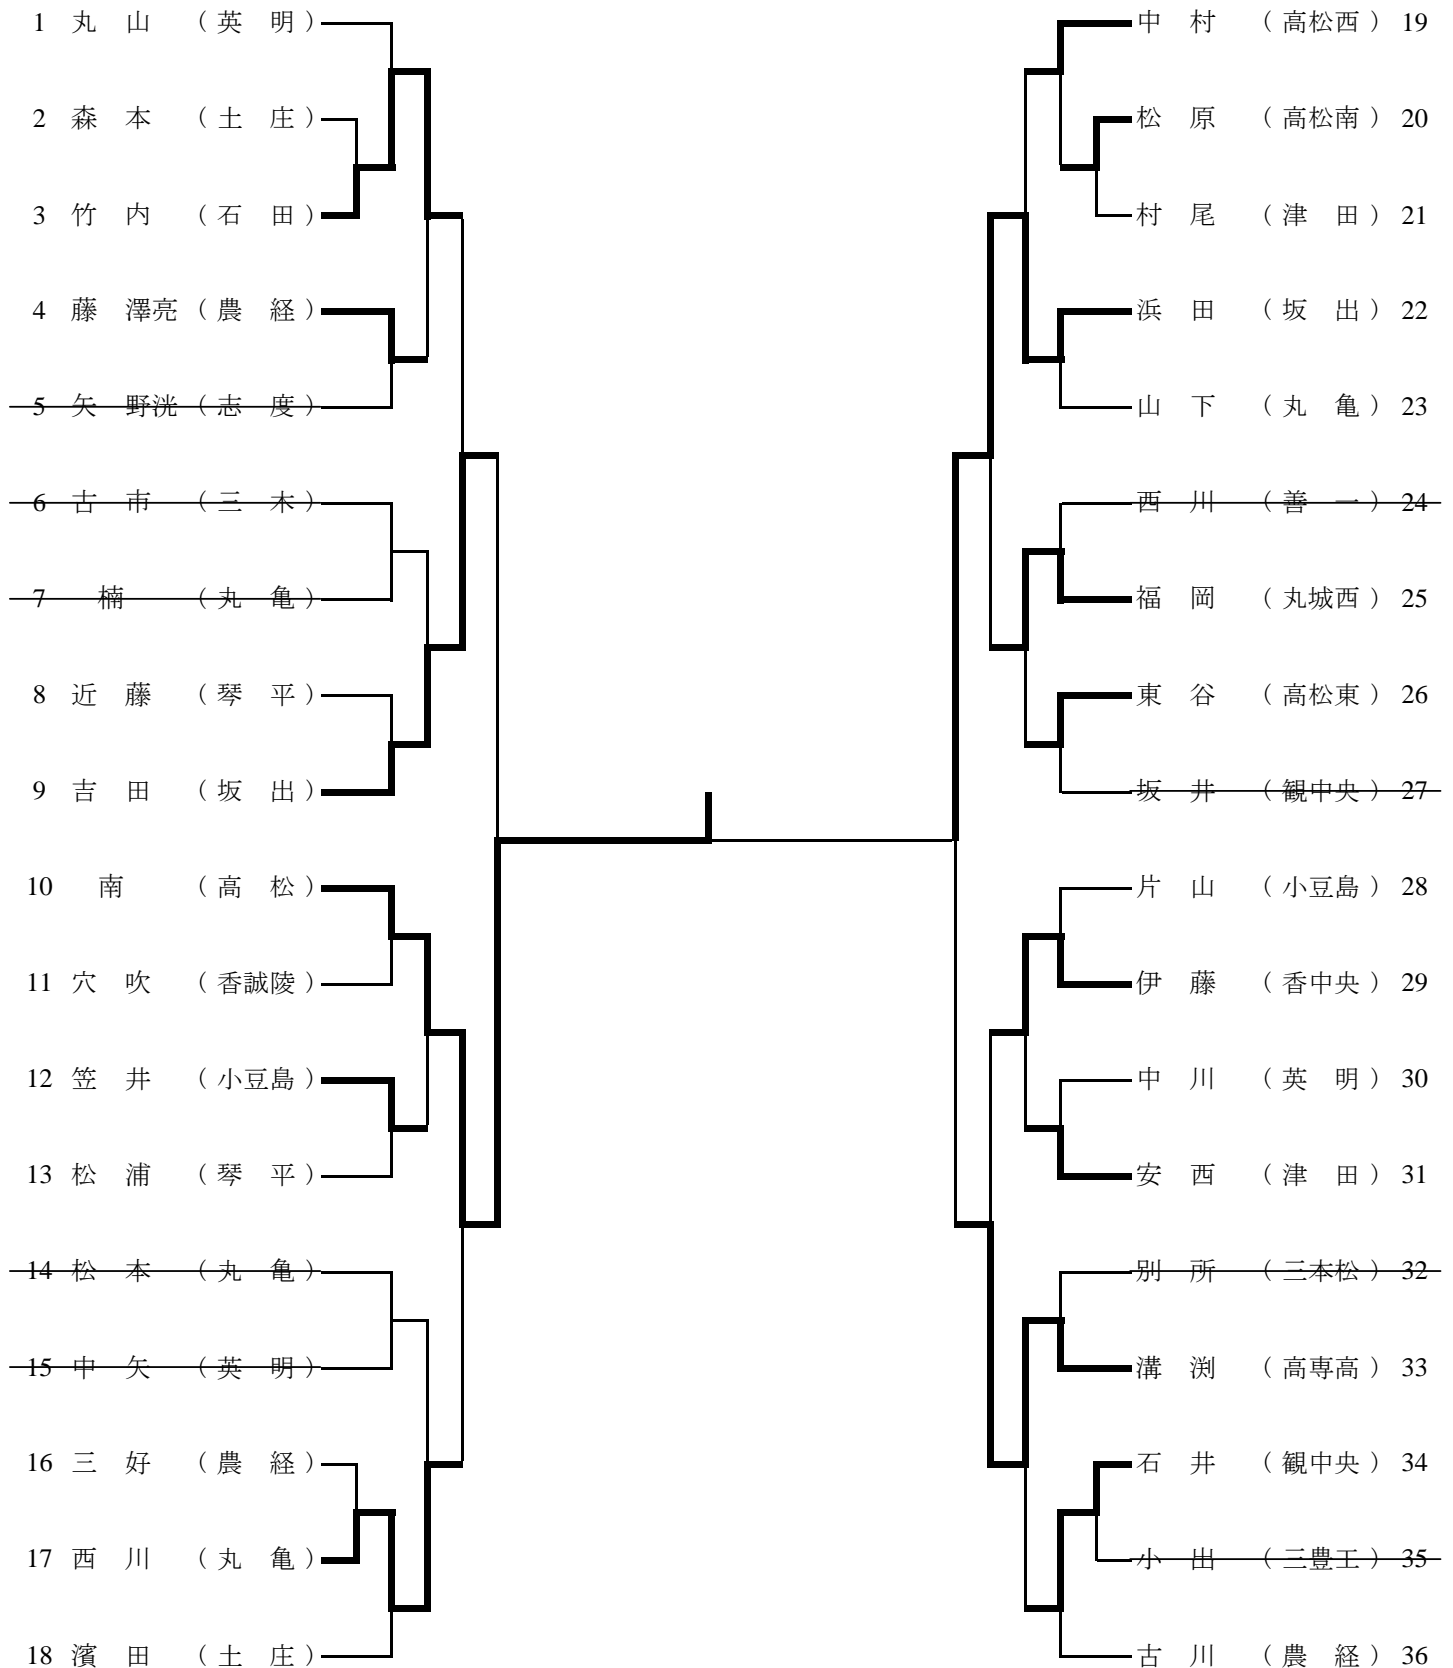 1 丸 山 （ 英 明 ）
2 森 本 （ 土 庄 ）
3 竹 内 （ 石 田 ）
4 藤 澤亮 （ 農 経 ）
5 矢 野洸 （ 志 度 ）
6 古 市 （ 三 木 ）
7 楠 （ 丸 亀 ）
8 近 藤 （ 琴 平 ）
9 吉 田 （ 坂 出 ）
10 南 （ 高 松 ）
11 穴 吹 （ 香誠陵 ）
12 笠 井 （ 小豆島 ）
13 松 浦 （ 琴 平 ）
14 松 本 （ 丸 亀 ）
15 中 矢 （ 英 明 ）
16 三 好 （ 農 経 ）
17 西 川 （ 丸 亀 ）
18 濱 田 （ 土 庄 ）
中 村 （ 高松西 ） 19
松 原 （ 高松南 ） 20
村 尾 （ 津 田 ） 21
浜 田 （ 坂 出 ） 22
山 下 （ 丸 亀 ） 23
西 川 （ 善 一 ） 24
福 岡 （ 丸城西 ） 25
東 谷 （ 高松東 ） 26
坂 井 （ 観中央 ） 27
片 山 （ 小豆島 ） 28
伊 藤 （ 香中央 ） 29
中 川 （ 英 明 ） 30
安 西 （ 津 田 ） 31
別 所 （ 三本松 ） 32
溝 渕 （ 高専高 ） 33
石 井 （ 観中央 ） 34
小 出 （ 三豊工 ） 35
古 川 （ 農 経 ） 36